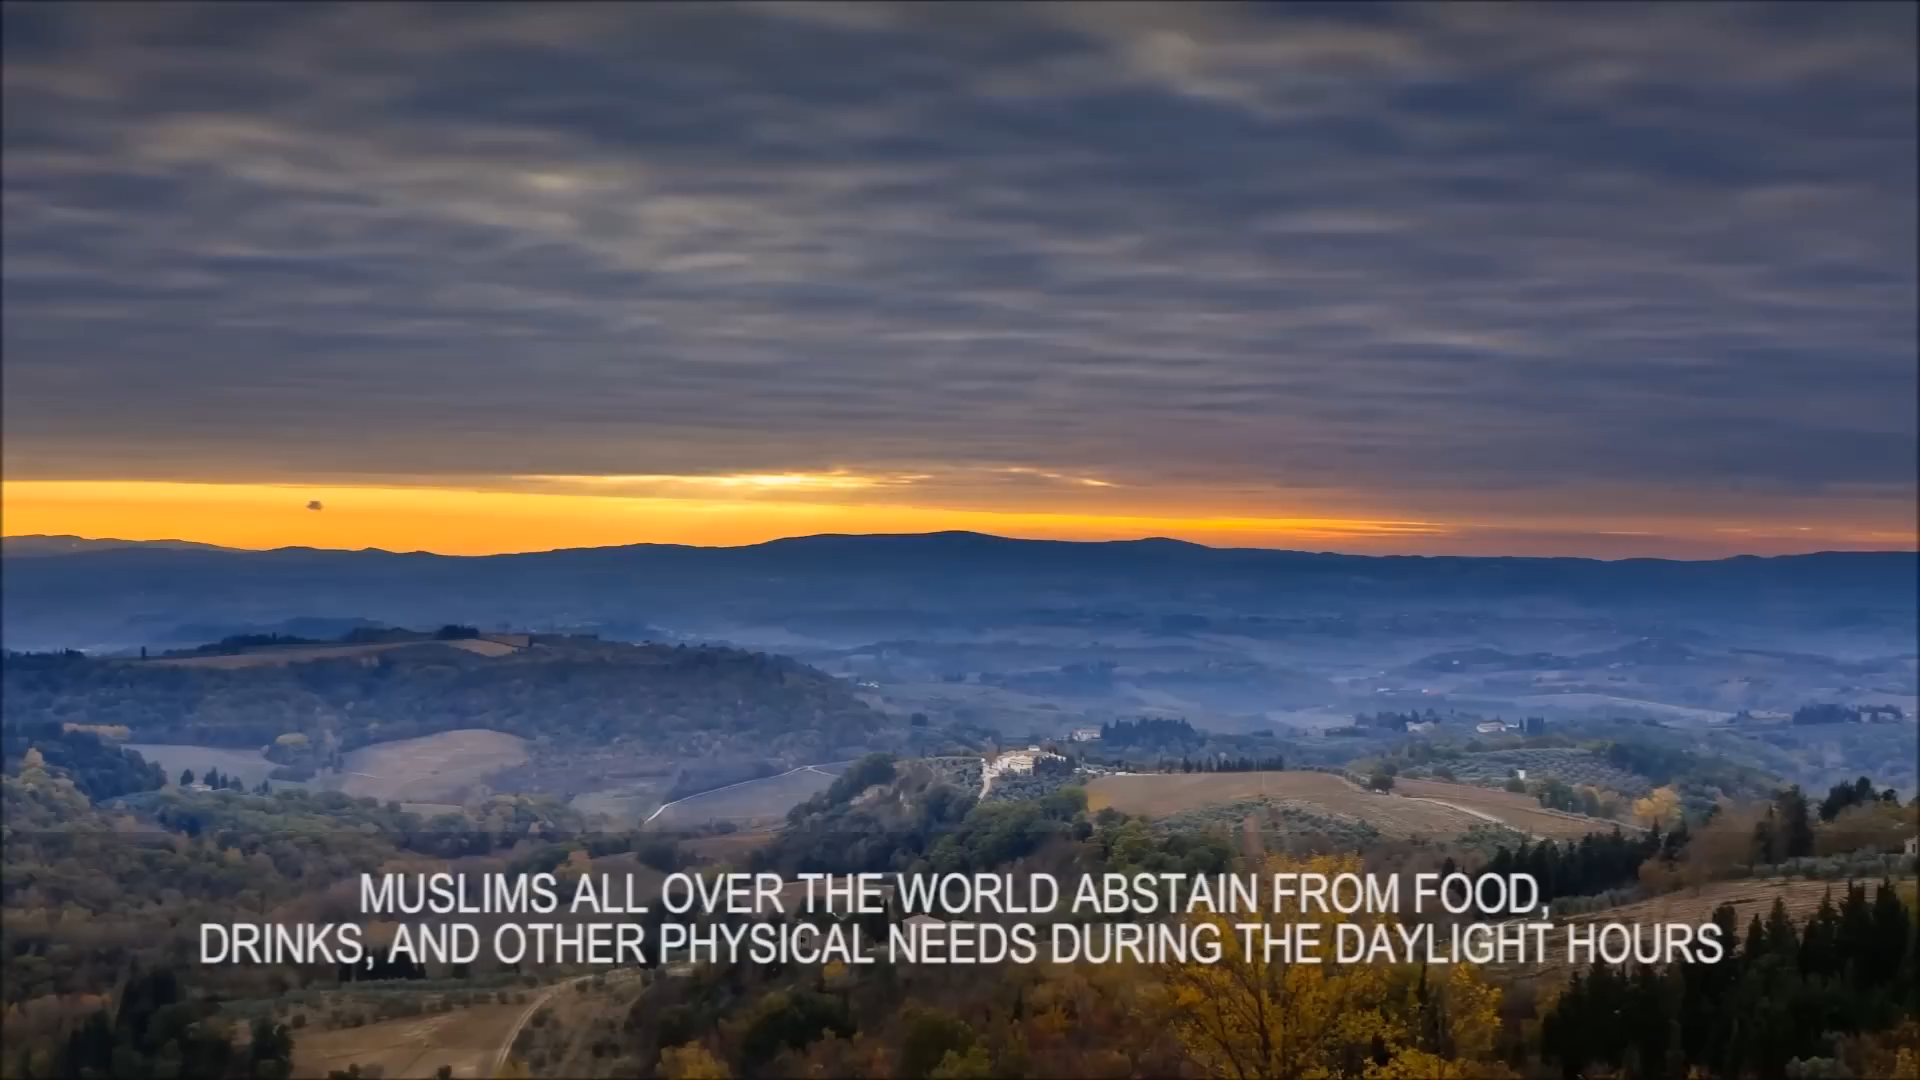 MUSLIMS ALL OVER THE WORLD ABSTAIN FROM FOOD,
DRINKS, AND OTHER PHYSICAL NEEDS DURING THE DAYLIGHT HOURS